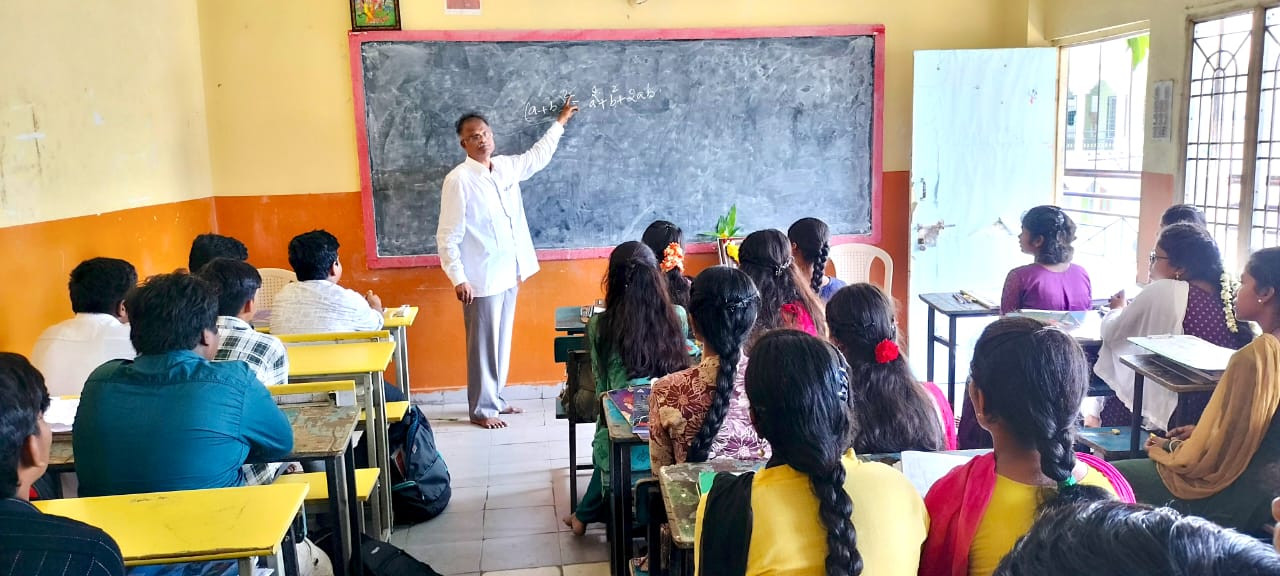 (a+b)² = a²+b²+2ab